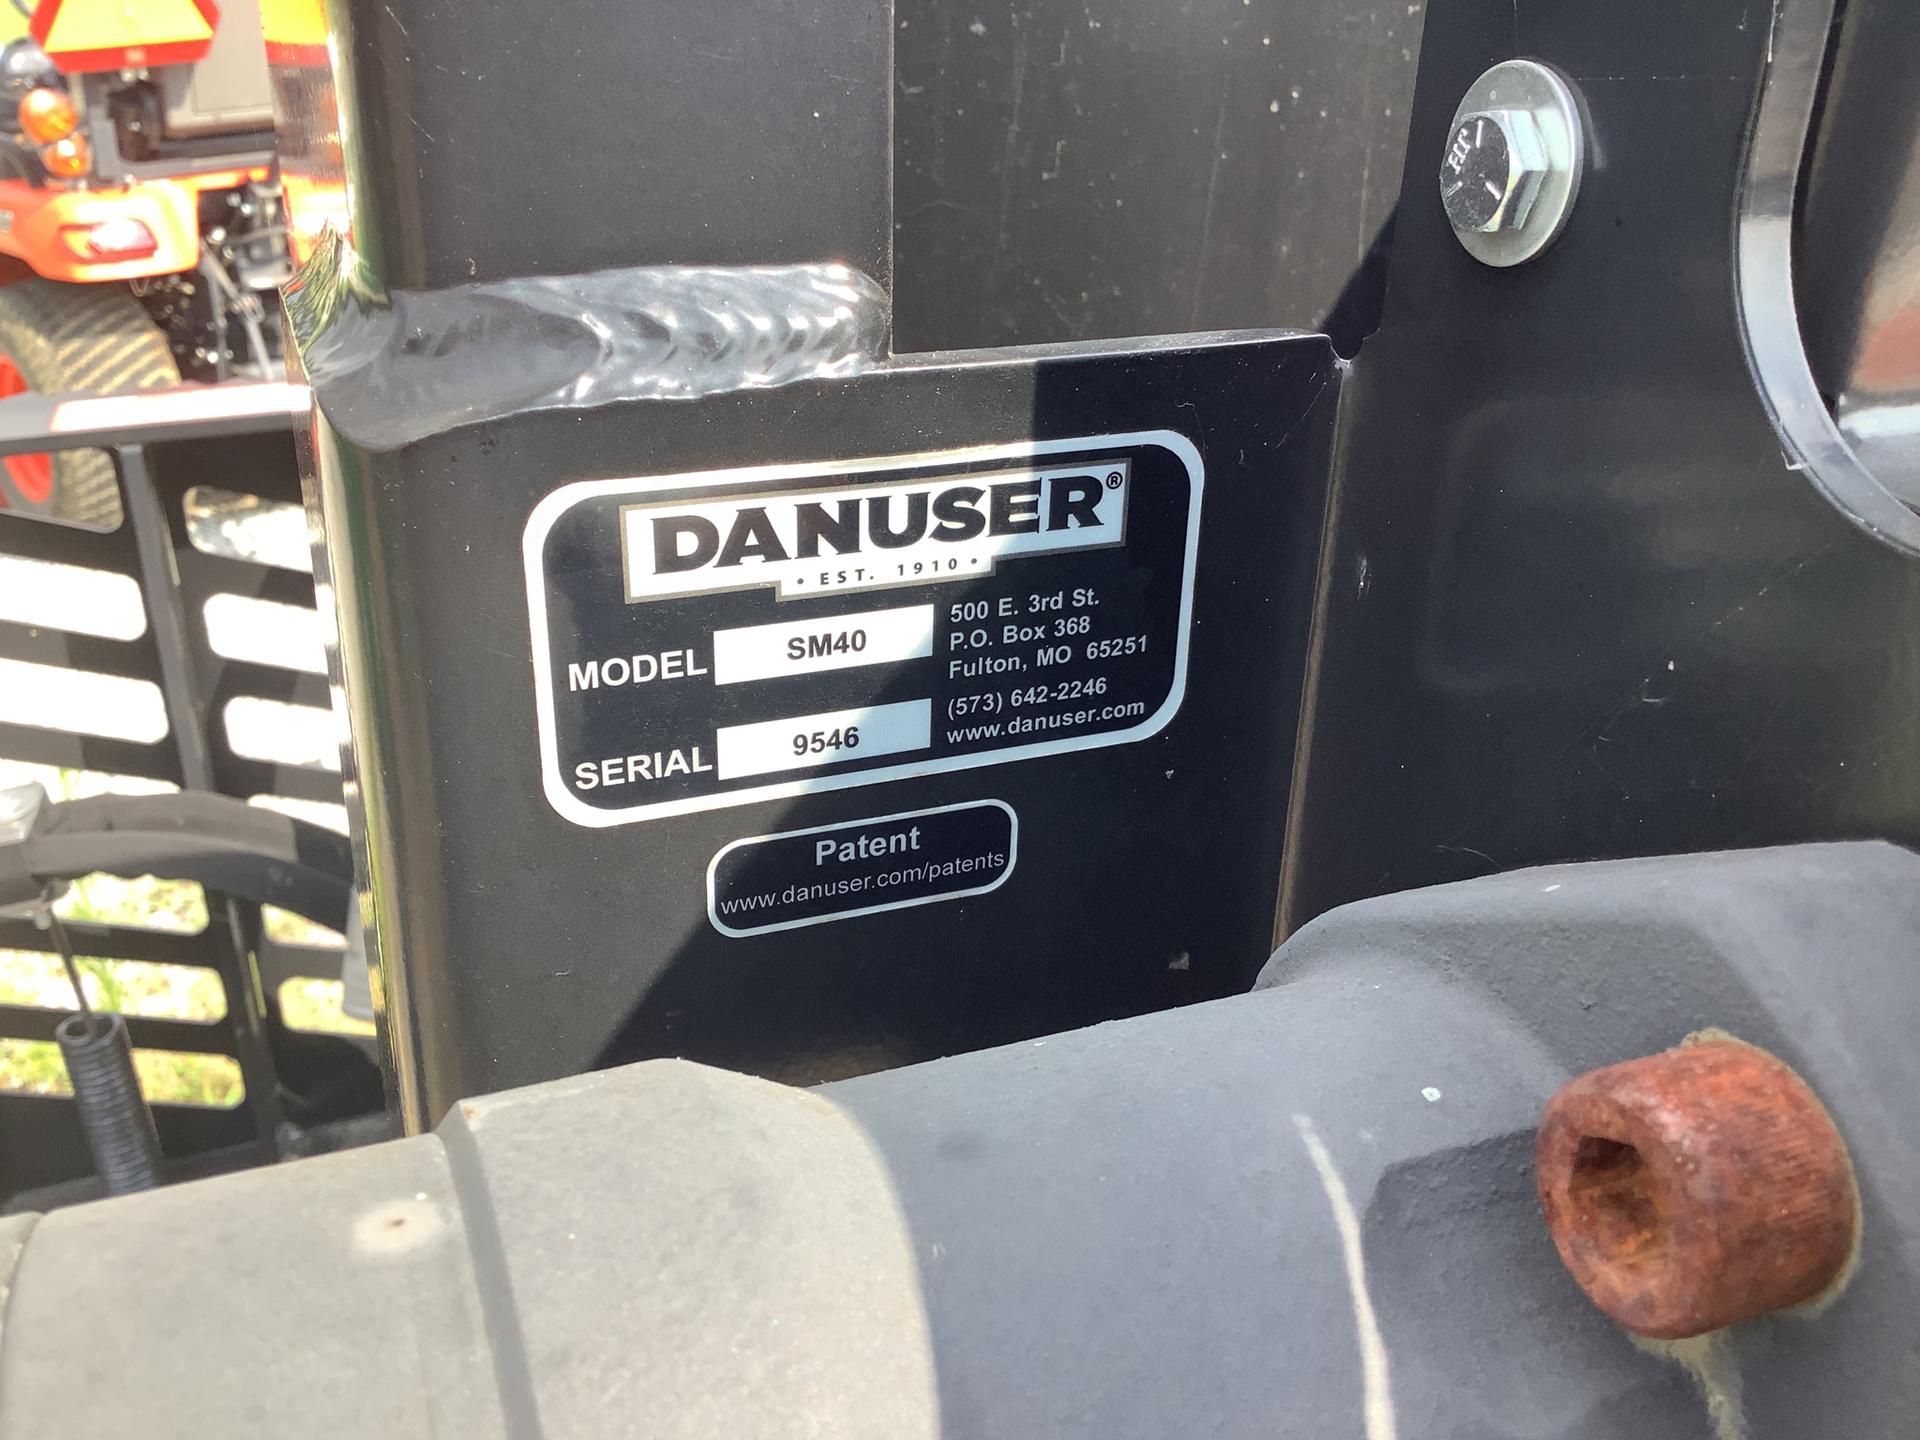 DANUSER®
• EST. 1910 •
MODEL SM40
SERIAL 9546
500 E. 3rd St.
P.O. Box 368
Fulton, MO 65251
(573) 642-2246
www.danuser.com
Patent
www.danuser.com/patents